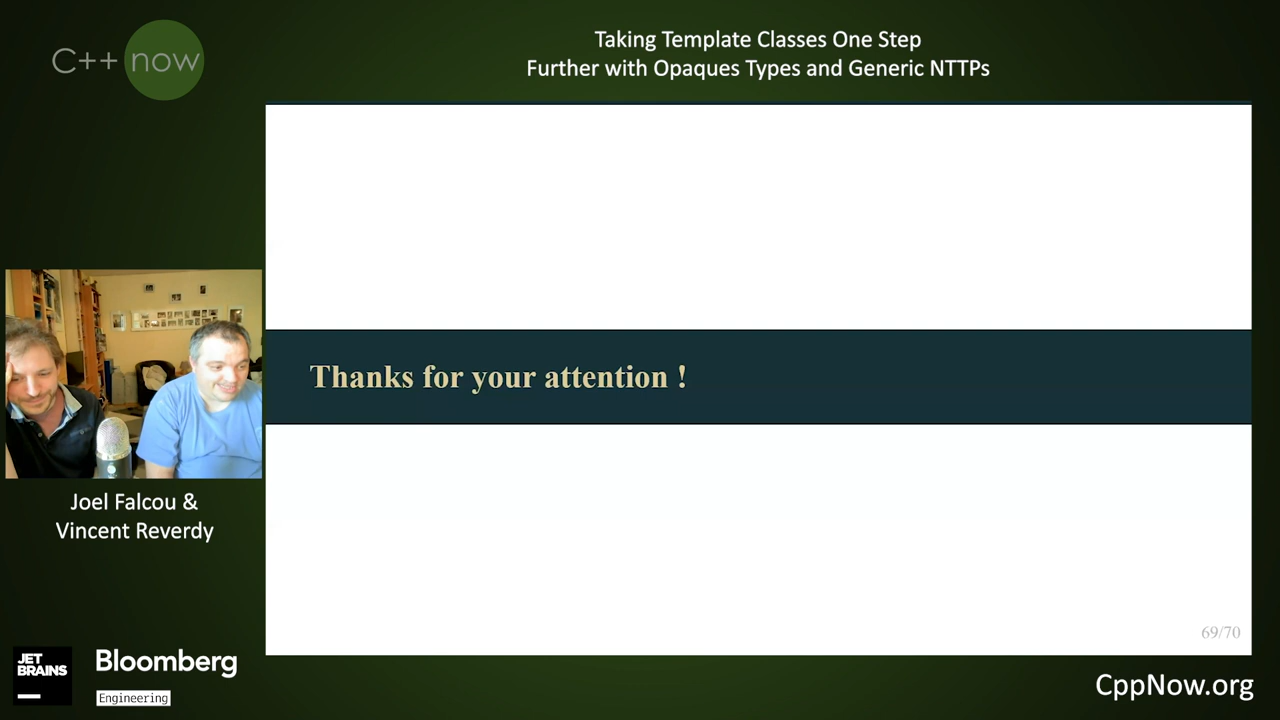 C++ now
Taking Template Classes One Step
Further with Opaques Types and Generic NTTPs
Thanks for your attention !
Joel Falcou &
Vincent Reverdy
69/70
JET
BRAINS
Bloomberg
Engineering
CppNow.org